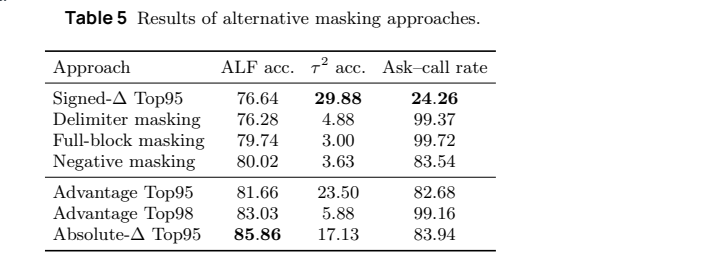 Table 5 Results of alternative masking approaches.
Approach ALF acc. τ² acc. Ask–call rate
Signed-Δ Top95 76.64 29.88 24.26
Delimiter masking 76.28 4.88 99.37
Full-block masking 79.74 3.00 99.72
Negative masking 80.02 3.63 83.54
Advantage Top95 81.66 23.50 82.68
Advantage Top98 83.03 5.88 99.16
Absolute-Δ Top95 85.86 17.13 83.94